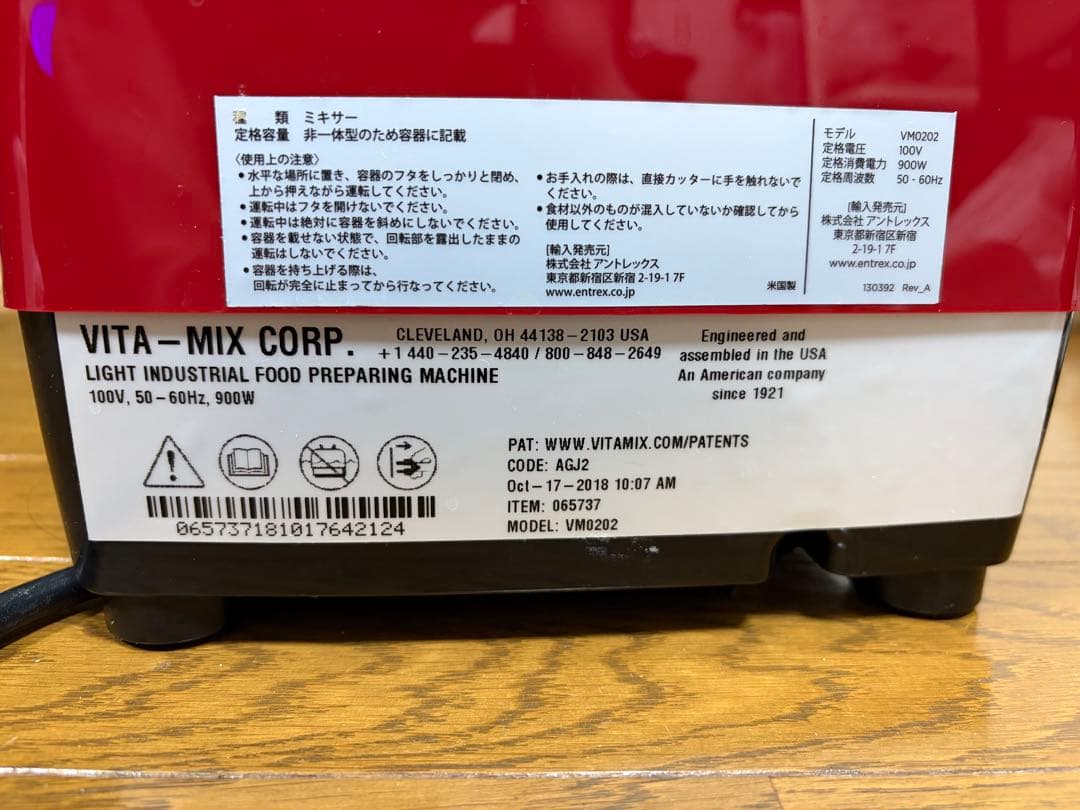 種 類 ミキサー
定格容量 非一体型のため容器に記載
〈使用上の注意〉
●水平な場所に置き、容器のフタをしっかりと閉め、
上から押えながら運転してください。
●運転中はフタを開けないでください。
●運転中は絶対に容器を斜めにしないでください。
●容器を載せない状態で、回転部を露出したままの
運転はしないでください。
●容器を持ち上げる際は、
回転が完全に止まってから行なってください。
●お手入れの際は、直接カッターに手を触れないで
ください。
●食材以外のものが混入していないか確認してから
使用してください。
[輸入発売元]
株式会社 アントレックス
東京都新宿区新宿 2-19-1 7F
www.entrex.co.jp
米国製
モデル VM0202
定格電圧 100V
定格消費電力 900W
定格周波数 50 - 60Hz
[輸入発売元]
株式会社 アントレックス
東京都新宿区新宿
2-19-1 7F
www.entrex.co.jp
130392 Rev_A
VITA-MIX CORP.
CLEVELAND, OH 44138-2103 USA
+1 440-235-4840 / 800-848-2649
LIGHT INDUSTRIAL FOOD PREPARING MACHINE
100V, 50-60Hz, 900W
Engineered and
assembled in the USA
An American company
since 1921
PAT: WWW.VITAMIX.COM/PATENTS
CODE: AGJ2
Oct-17-2018 10:07 AM
ITEM: 065737
MODEL: VM0202
065737181017642124